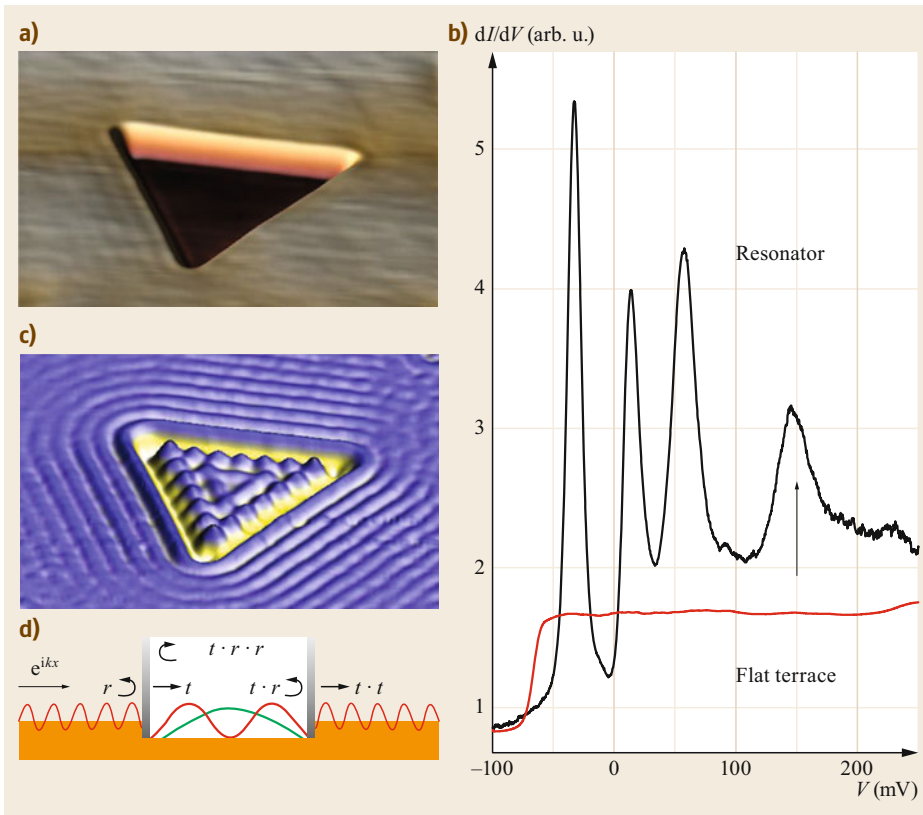 a)
b) dI/dV (arb. u.)
5
4
3
2
1
Resonator
Flat terrace
–100
0
100
200
V (mV)
c)
d)
e^{ikx}
r
t
t · r · r
t · r
t · t